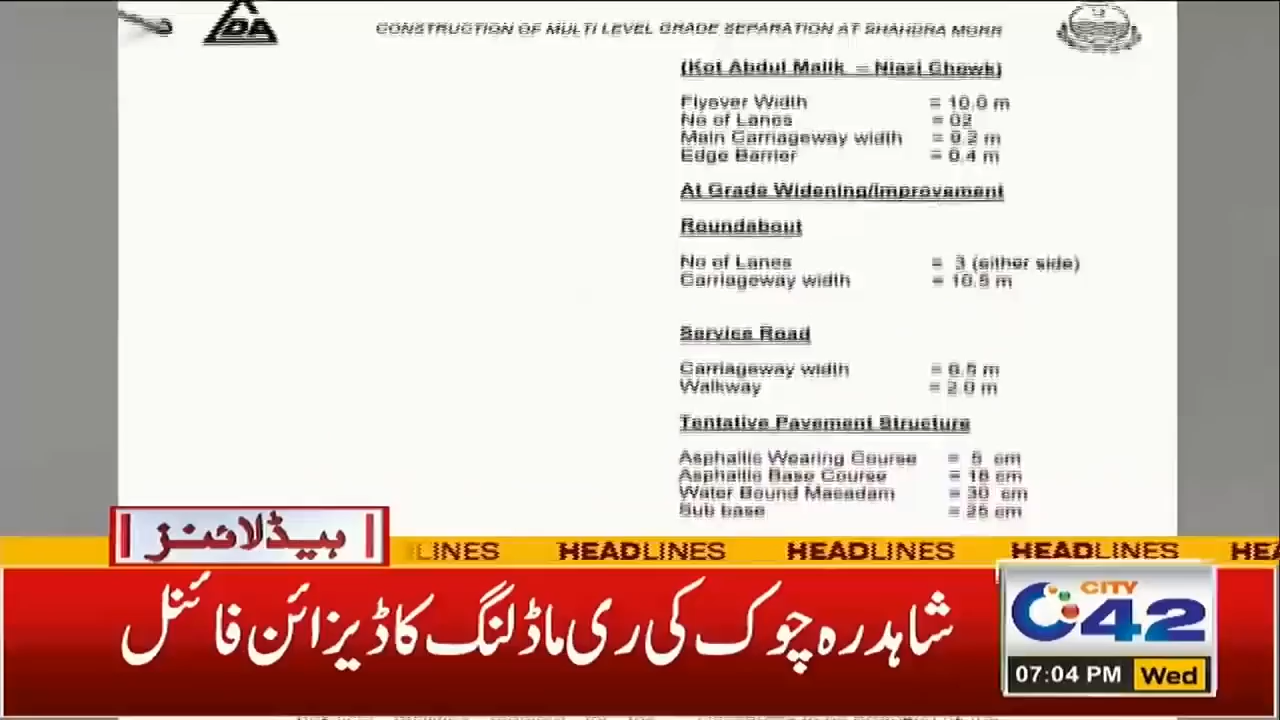 LDA
CONSTRUCTION OF MULTI LEVEL GRADE SEPARATION AT SHAHDRA MORR
(Kot Abdul Malik – Niazi Chowk)
Flyover Width = 10.0 m
No of Lanes = 02
Main Carriageway width = 9.2 m
Edge Barrier = 0.4 m
At Grade Widening/Improvement
Roundabout
No of Lanes = 3 (either side)
Carriageway width = 10.5 m
Service Road
Carriageway width = 6.5 m
Walkway = 2.0 m
Tentative Pavement Structure
Asphaltic Wearing Course = 5 cm
Asphaltic Base Course = 18 cm
Water Bound Macadam = 30 cm
Sub base = 25 cm
ہیڈلائنز
LINES HEADLINES HEADLINES HEADLINES HEA
شاہدرہ چوک کی ری ماڈلنگ کا ڈیزائن فائنل
CITY
42
07:04 PM Wed